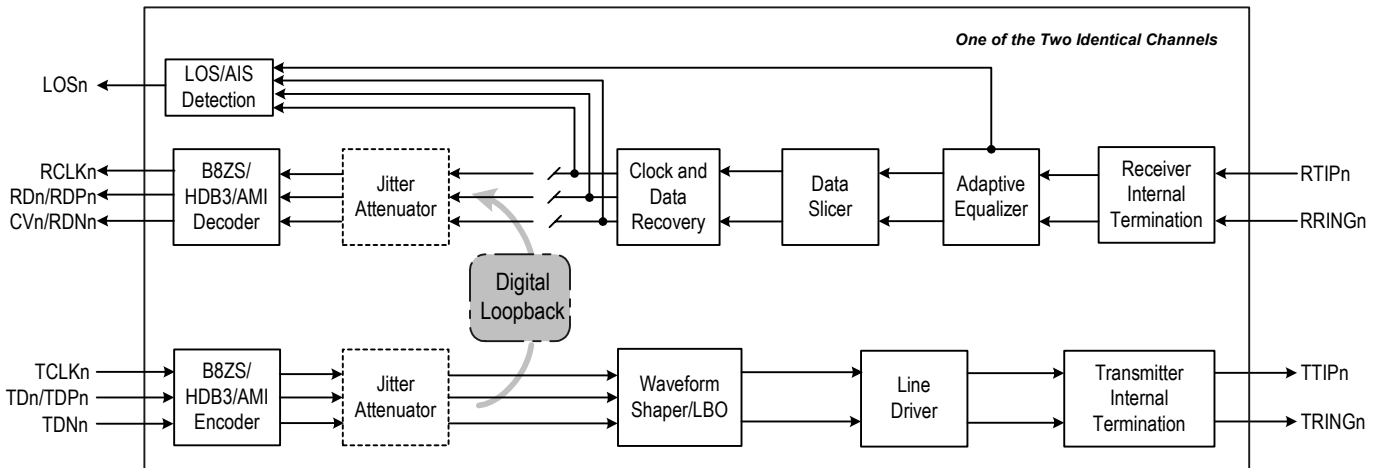 One of the Two Identical Channels
LOSn
LOS/AIS
Detection
RCLKn
RDn/RDPn
CVn/RDNn
B8ZS/
HDB3/AMI
Decoder
Jitter
Attenuator
Clock and
Data
Recovery
Data
Slicer
Adaptive
Equalizer
Receiver
Internal
Termination
RTIPn
RRINGn
Digital
Loopback
TCLKn
TDn/TDPn
TDNn
B8ZS/
HDB3/AMI
Encoder
Jitter
Attenuator
Waveform
Shaper/LBO
Line
Driver
Transmitter
Internal
Termination
TTIPn
TRINGn